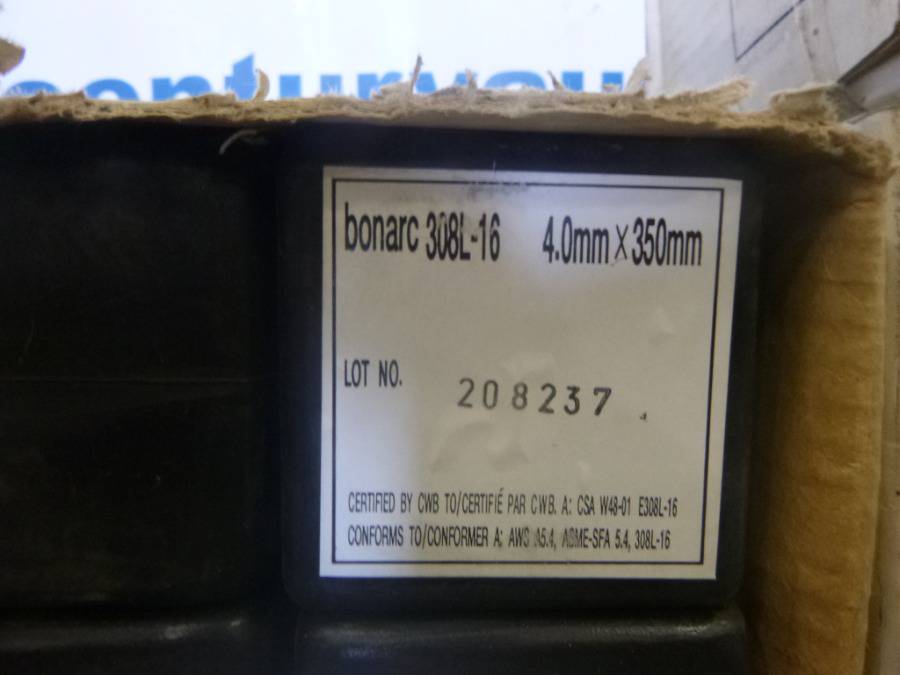 bonarc 308L-16 4.0mm X 350mm
LOT NO. 208237
CERTIFIED BY CWB TO/CERTIFIÉ PAR CWB. A: CSA W48-01 E308L-16
CONFORMS TO/CONFORMER A: AWS A5.4, ASME-SFA 5.4, 308L-16